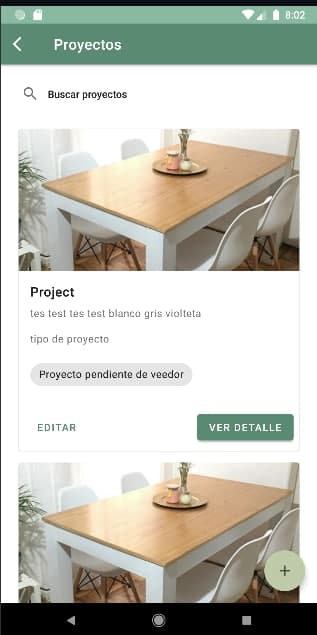 8:02
Proyectos
Buscar proyectos
Project
tes test tes test blanco gris violteta
tipo de proyecto
Proyecto pendiente de veedor
EDITAR
VER DETALLE
+